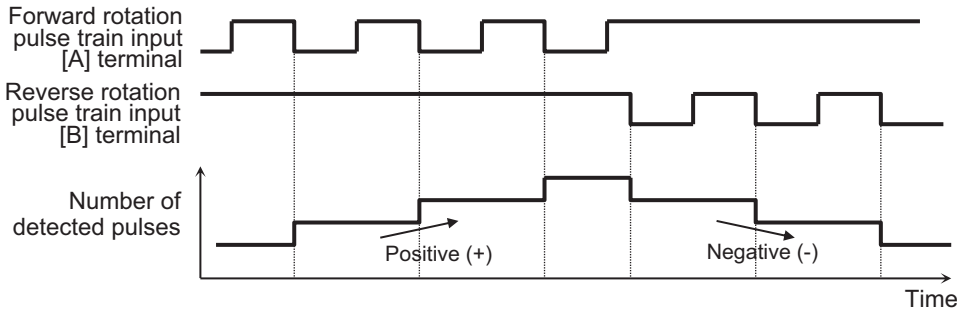 Forward rotation
pulse train input
[A] terminal
Reverse rotation
pulse train input
[B] terminal
Number of
detected pulses
Positive (+)
Negative (-)
Time